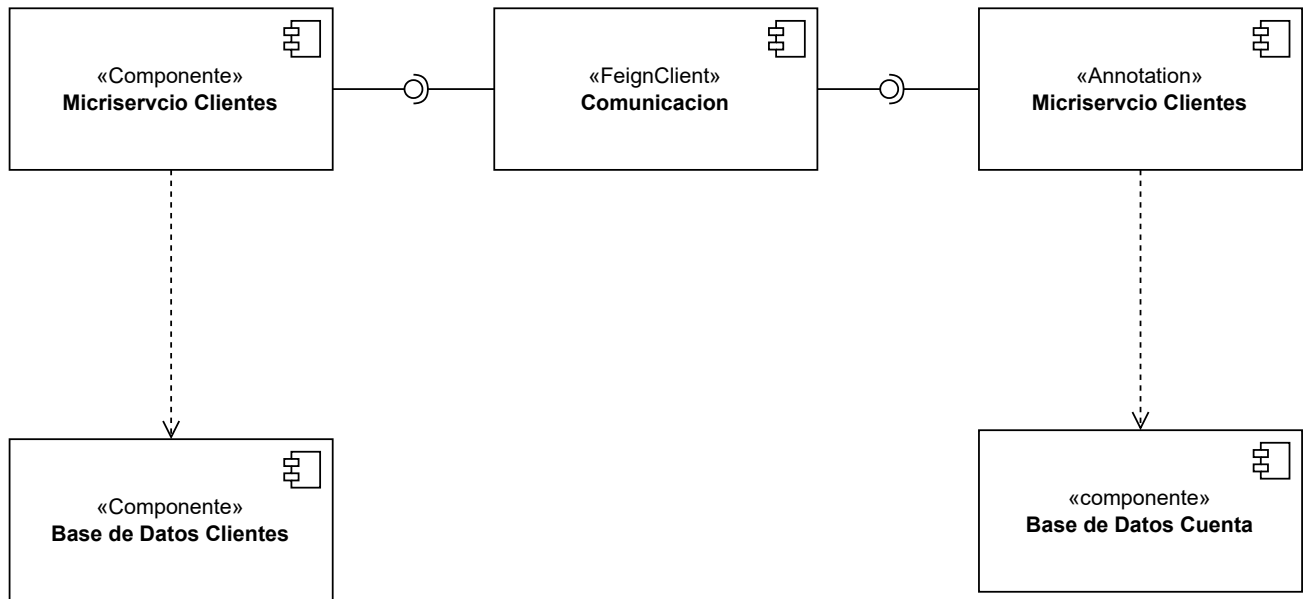 «Componente»
Micriservcio Clientes
«FeignClient»
Comunicacion
«Annotation»
Micriservcio Clientes
«Componente»
Base de Datos Clientes
«componente»
Base de Datos Cuenta